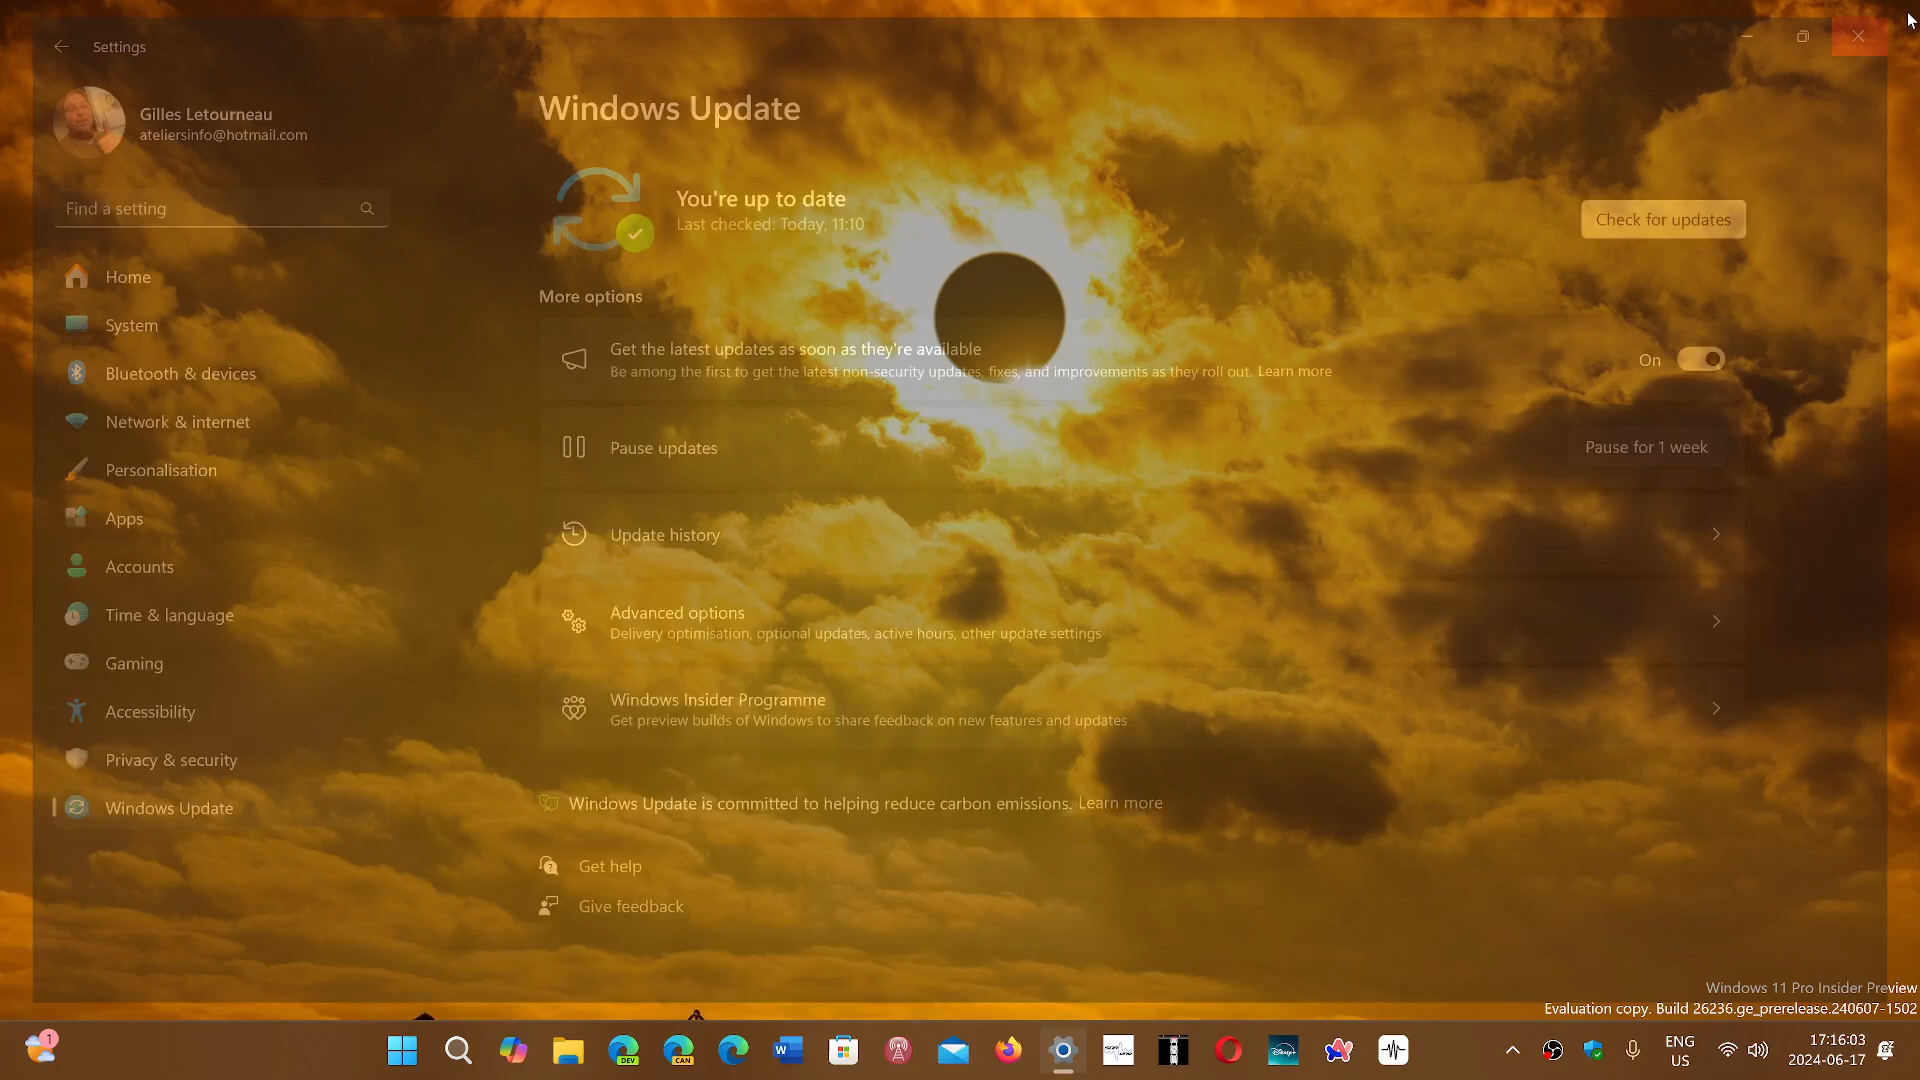 Settings
Gilles Letourneau
ateliersinfo@hotmail.com
Find a setting
Home
System
Bluetooth & devices
Network & internet
Personalisation
Apps
Accounts
Time & language
Gaming
Accessibility
Privacy & security
Windows Update
Windows Update
You're up to date
Last checked: Today, 11:10
Check for updates
More options
Get the latest updates as soon as they're available
Be among the first to get the latest non-security updates, fixes, and improvements as they roll out. Learn more
On
Pause updates
Pause for 1 week
Update history
Advanced options
Delivery optimisation, optional updates, active hours, other update settings
Windows Insider Programme
Get preview builds of Windows to share feedback on new features and updates
Windows Update is committed to helping reduce carbon emissions. Learn more
Get help
Give feedback
Windows 11 Pro Insider Preview
Evaluation copy. Build 26236.ge_prerelease.240607-1502
1
DEV
CAN
W
Disney+
ENG
US
17:16:03
2024-06-17